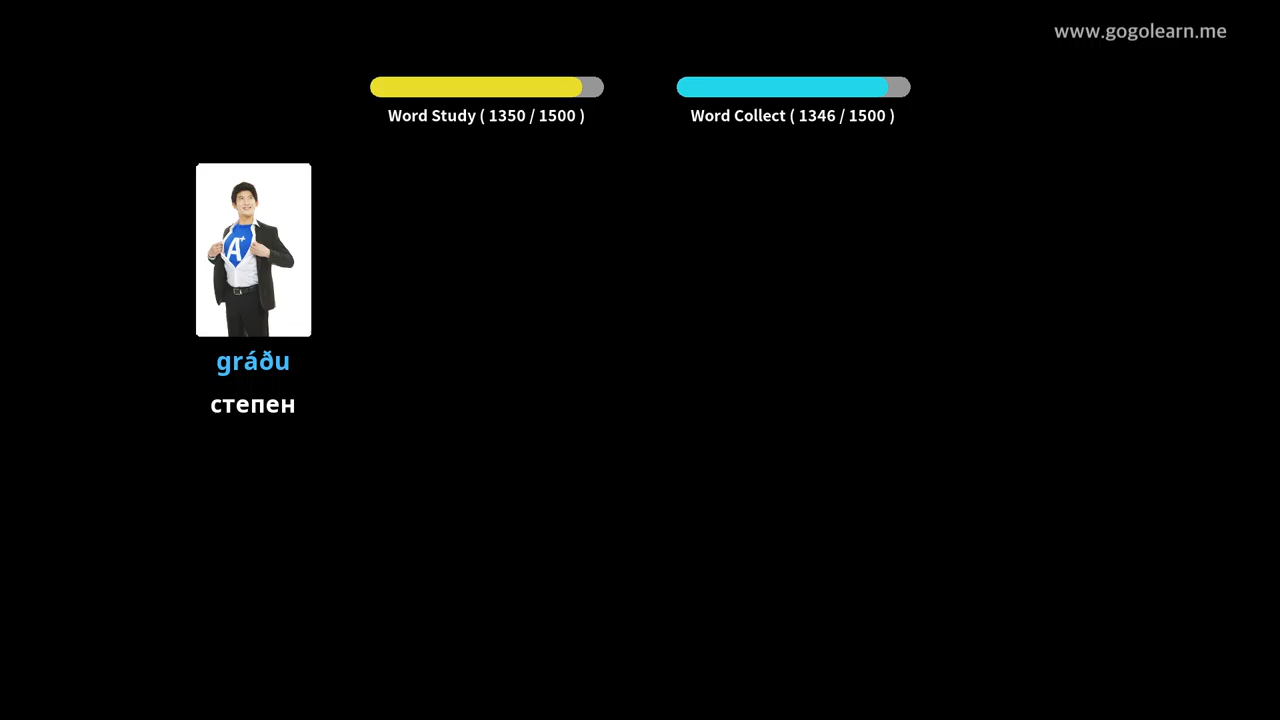 www.gogolearn.me
Word Study ( 1350 / 1500 )
Word Collect ( 1346 / 1500 )
A+
gráðu
степен